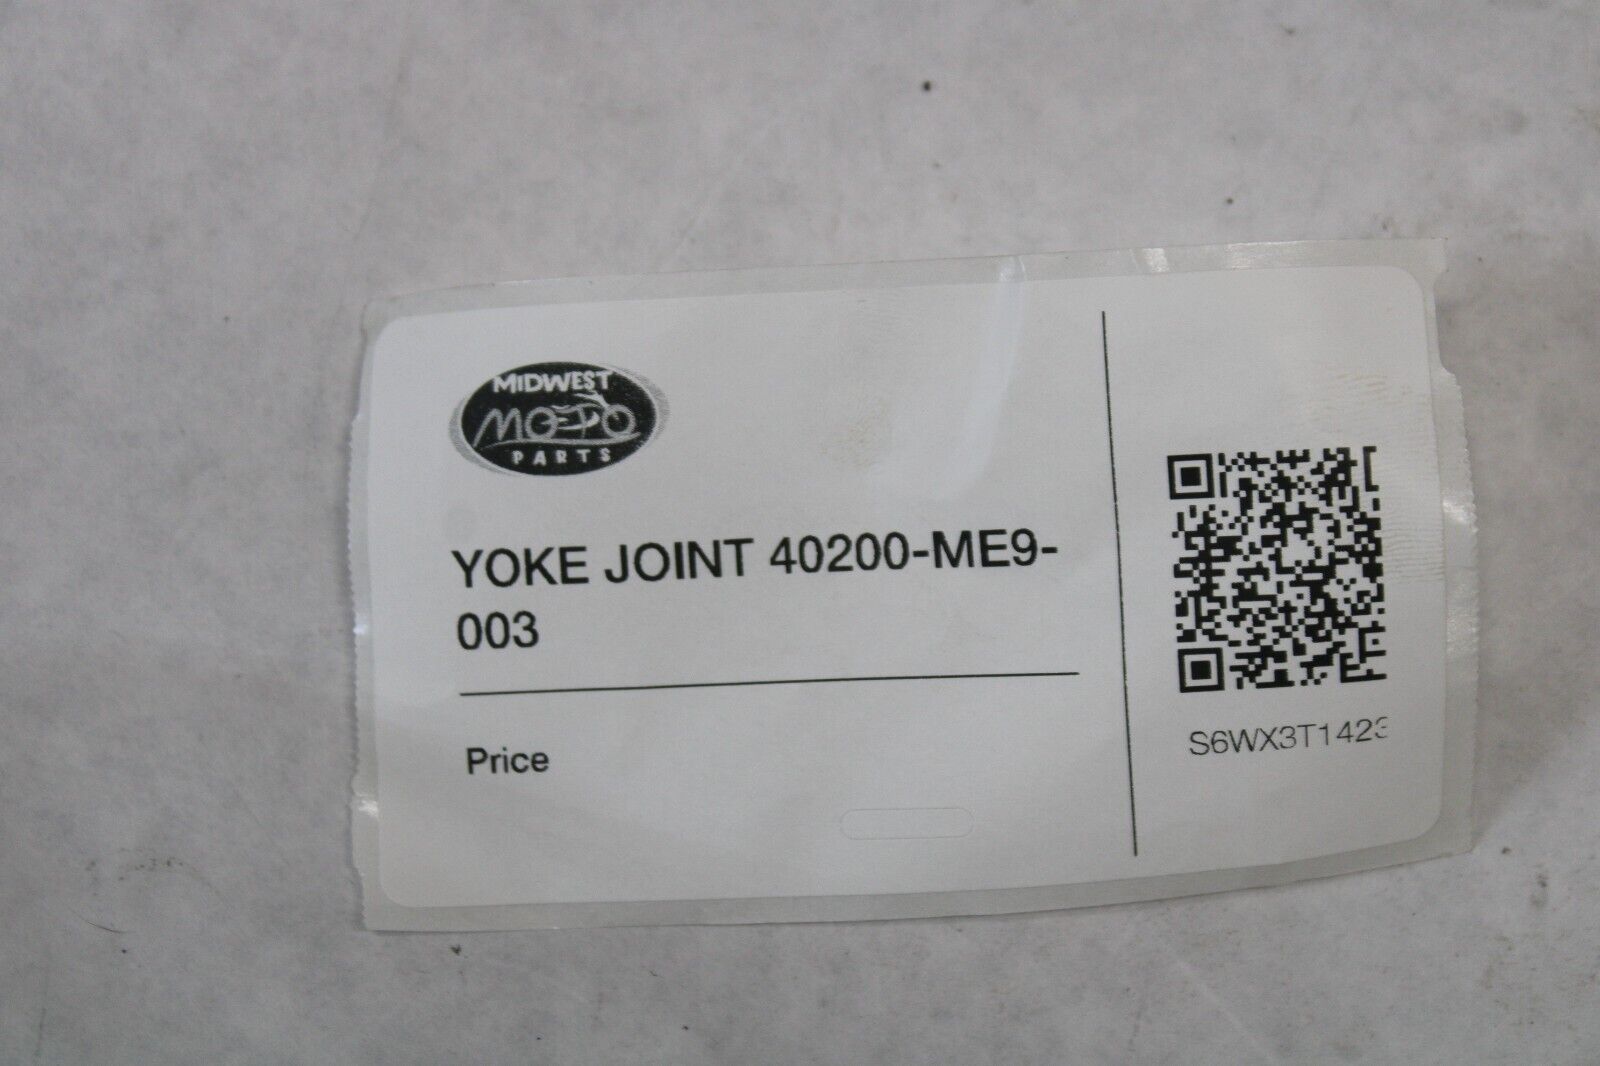 MIDWEST
MOTO
PARTS
YOKE JOINT 40200-ME9-
003
Price
S6WX3T1423